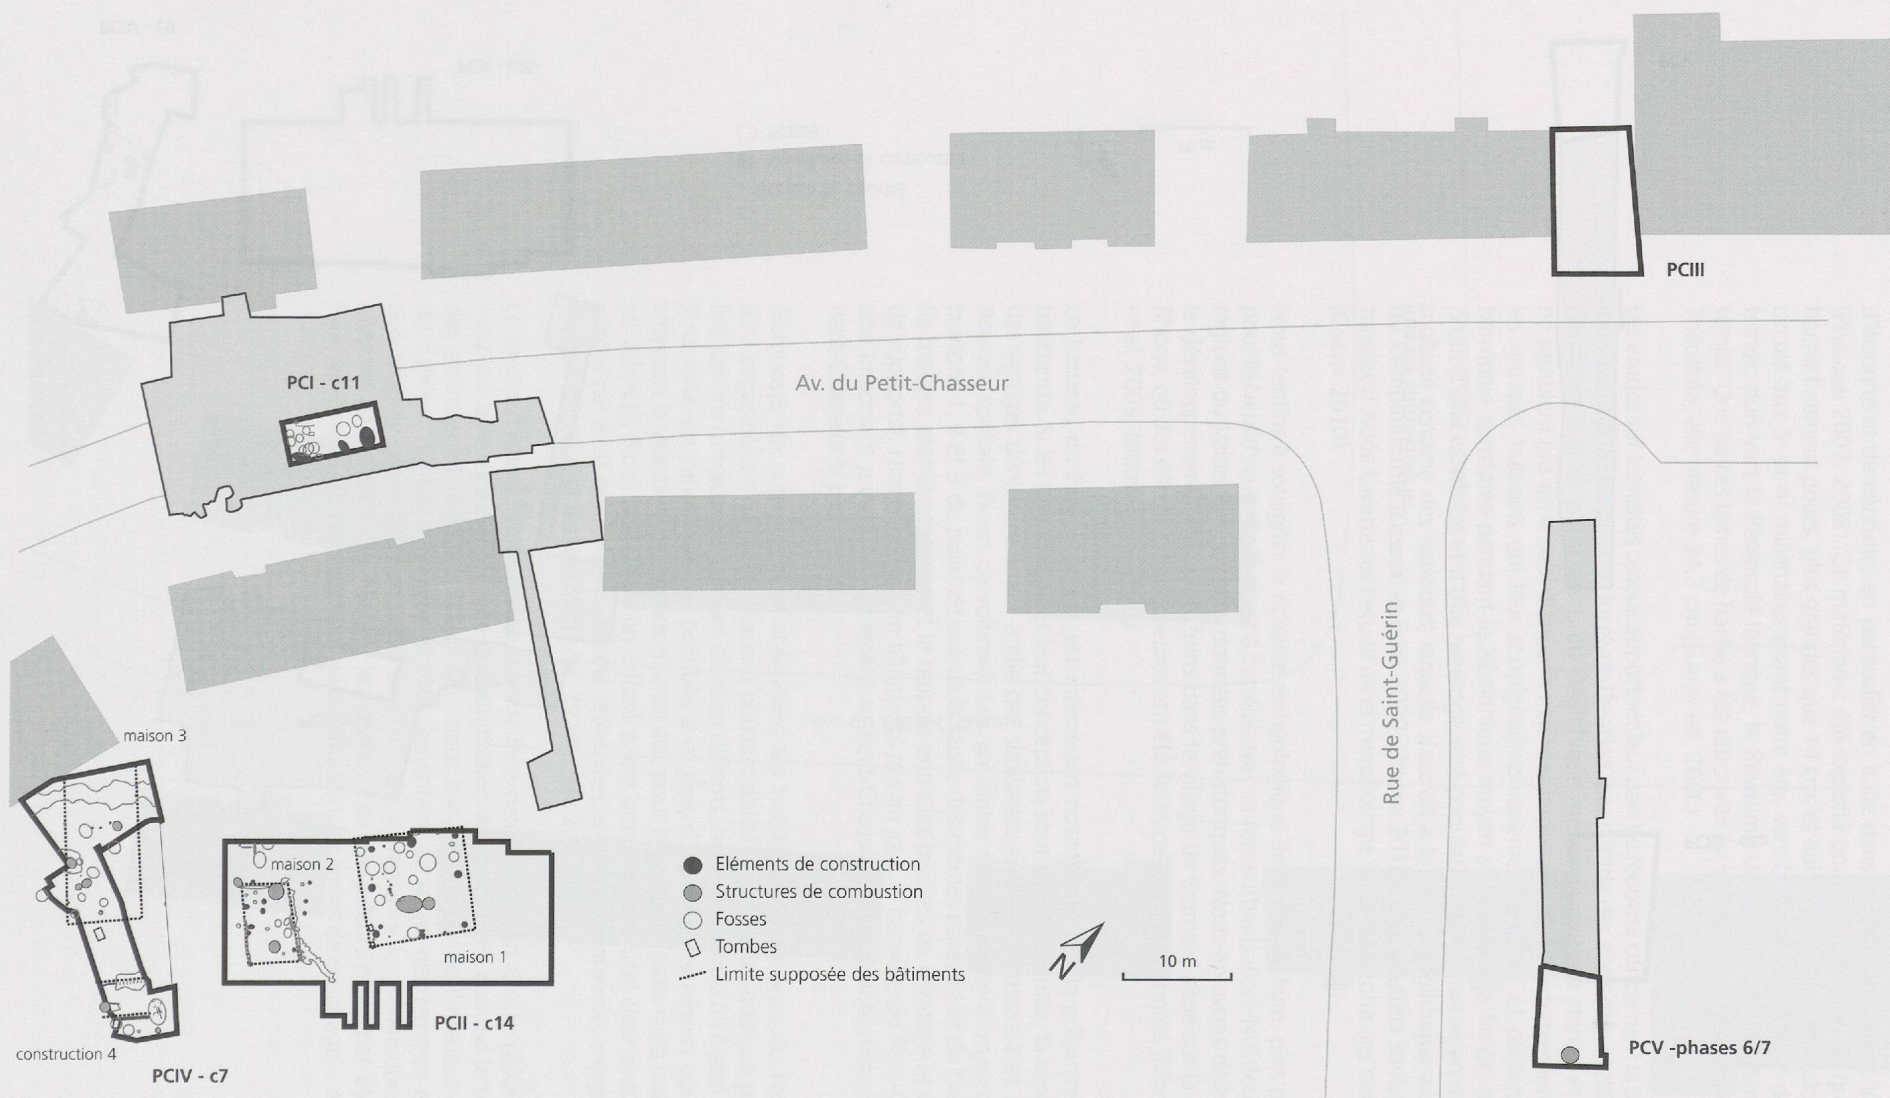 PCIII
PCI - c11
Av. du Petit-Chasseur
Rue de Saint-Guérin
maison 3
maison 2
maison 1
Eléments de construction
Structures de combustion
Fosses
Tombes
Limite supposée des bâtiments
N
10 m
PCII - c14
construction 4
PCIV - c7
PCV -phases 6/7